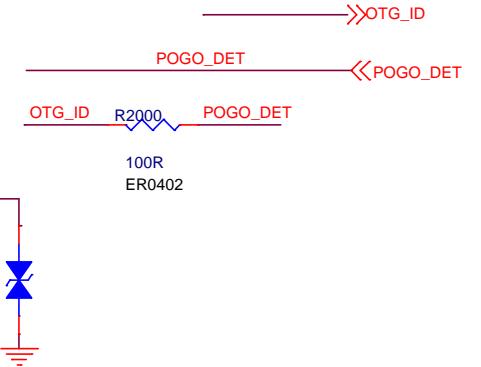 OTG_ID
POGO_DET
POGO_DET
OTG_ID R2000 POGO_DET
100R
ER0402